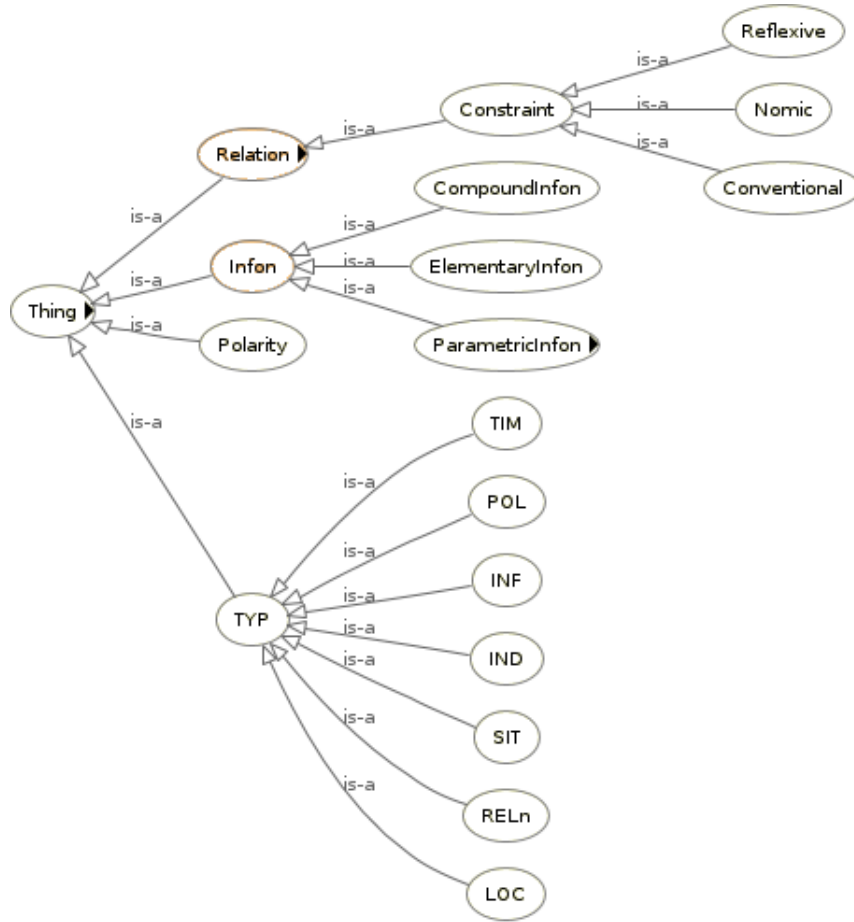 Reflexive
is-a
Constraint
is-a
Nomic
is-a
is-a
Relation
Conventional
CompoundInfon
is-a
is-a
Infon
is-a
ElementaryInfon
is-a
is-a
Thing
is-a
Polarity
ParametricInfon
is-a
TIM
is-a
POL
is-a
INF
is-a
TYP
is-a
IND
is-a
SIT
is-a
RELn
is-a
LOC